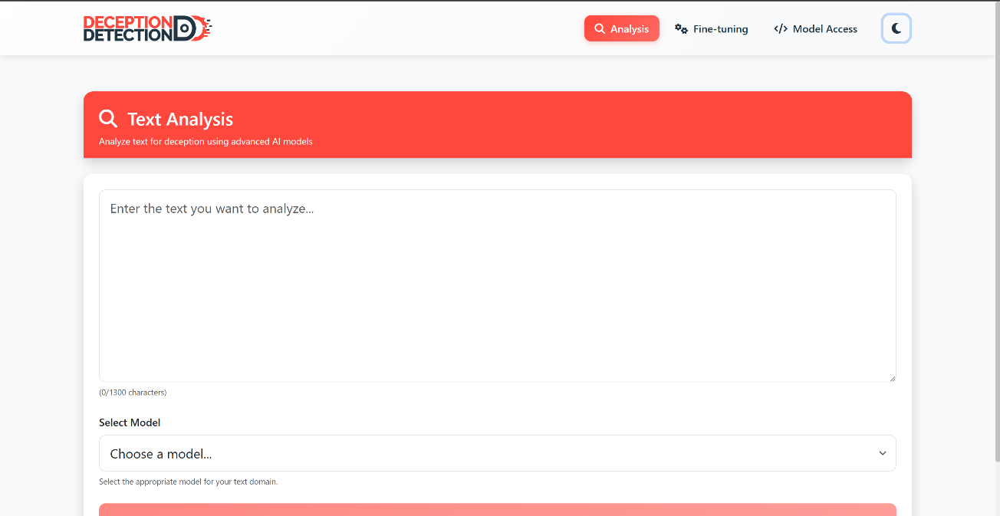 DECEPTION
DETECTION
Analysis
Fine-tuning
Model Access
Text Analysis
Analyze text for deception using advanced AI models
Enter the text you want to analyze...
(0/1300 characters)
Select Model
Choose a model...
Select the appropriate model for your text domain.